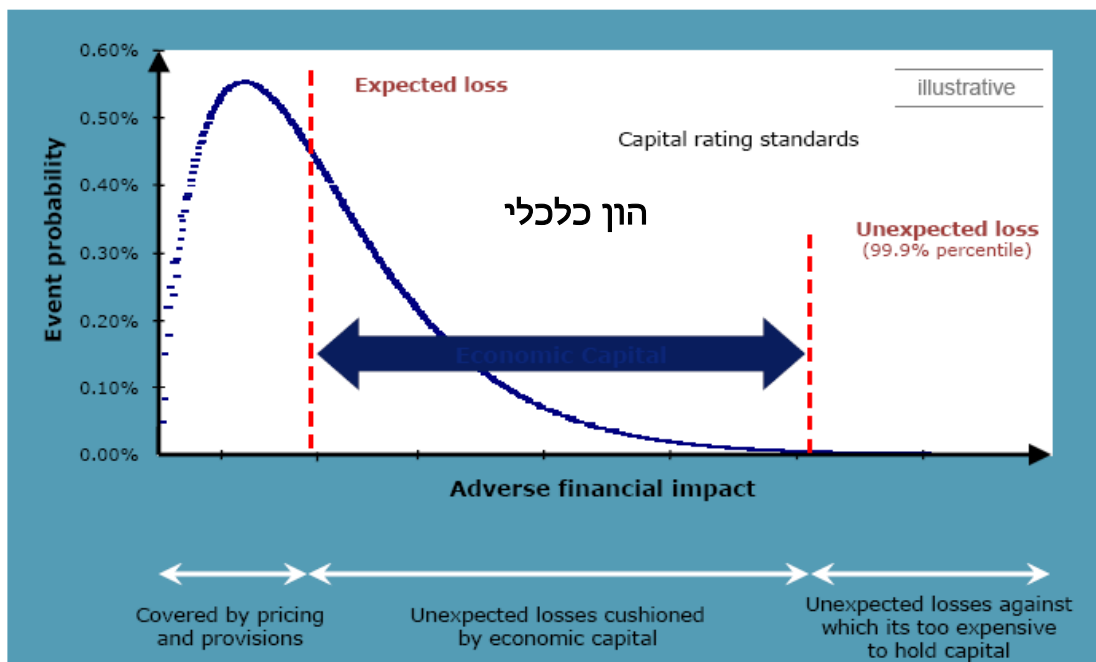 0.60%
0.50%
0.40%
0.30%
0.20%
0.10%
0.00%
Event probability
Expected loss
illustrative
Capital rating standards
הון כלכלי
Unexpected loss
(99.9% percentile)
Economic Capital
Adverse financial impact
Covered by pricing
and provisions
Unexpected losses cushioned
by economic capital
Unexpected losses against
which its too expensive
to hold capital